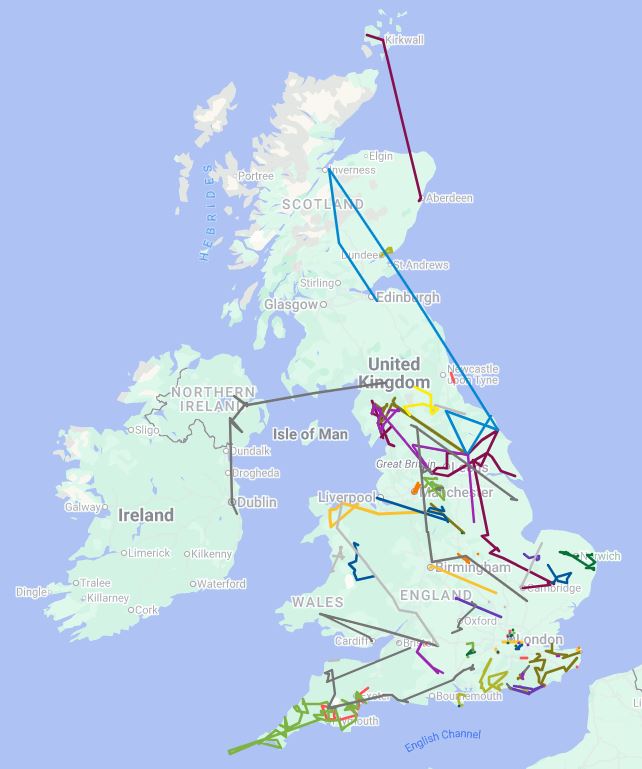 Kirkwall
Elgin
Inverness
Portree
HEBRIDES
SCOTLAND
Aberdeen
Dundee
St Andrews
Stirling
Edinburgh
Glasgow
United
Kingdom
Newcastle
upon Tyne
NORTHERN
IRELAND
Sligo
Isle of Man
Dundalk
Drogheda
Great Britain
Leeds
Manchester
Galway
Dublin
Liverpool
Ireland
Limerick
Kilkenny
Norwich
Birmingham
Dingle
Tralee
Killarney
Waterford
Cork
WALES
ENGLAND
Cambridge
Oxford
London
Cardiff
Bristol
Exeter
Bournemouth
Plymouth
English Channel